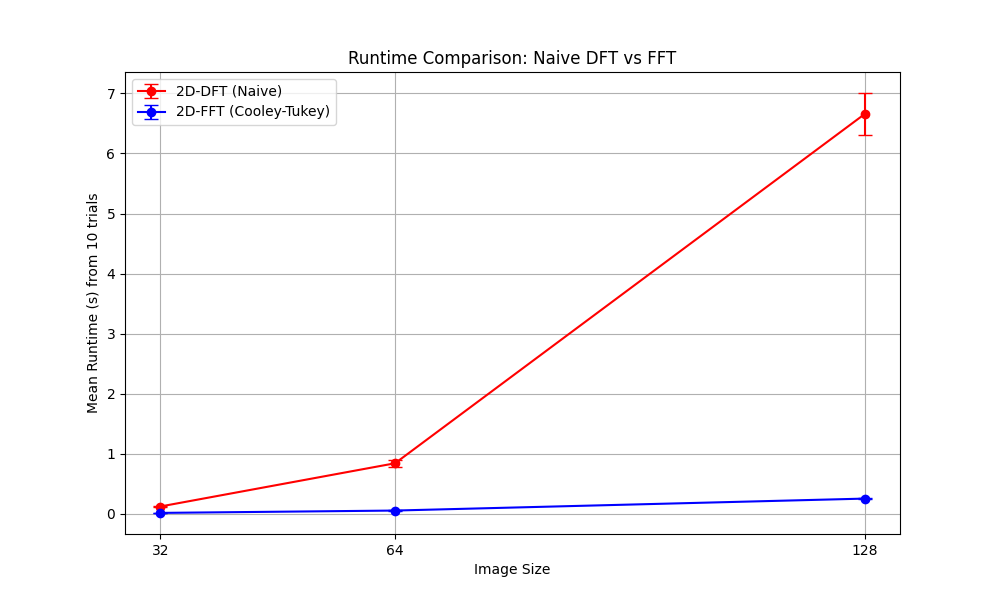 Runtime Comparison: Naive DFT vs FFT
2D-DFT (Naive)
2D-FFT (Cooley-Tukey)
Mean Runtime (s) from 10 trials
7
6
5
4
3
2
1
0
32
64
128
Image Size